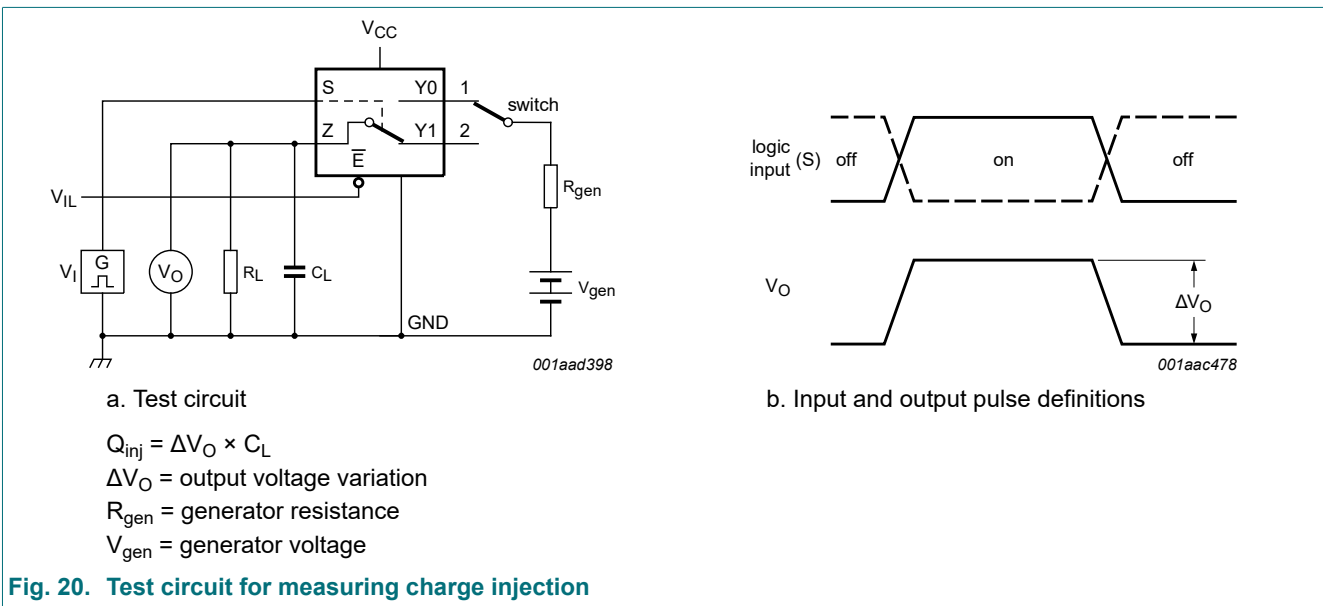 VCC
S Y0 1
switch
Z Y1 2
E̅
Rgen
VIL
VI G VO RL CL
Vgen
GND
001aad398
a. Test circuit
logic input (S) off on off
VO
ΔVO
001aac478
b. Input and output pulse definitions
Qinj = ΔVO × CL
ΔVO = output voltage variation
Rgen = generator resistance
Vgen = generator voltage
Fig. 20. Test circuit for measuring charge injection